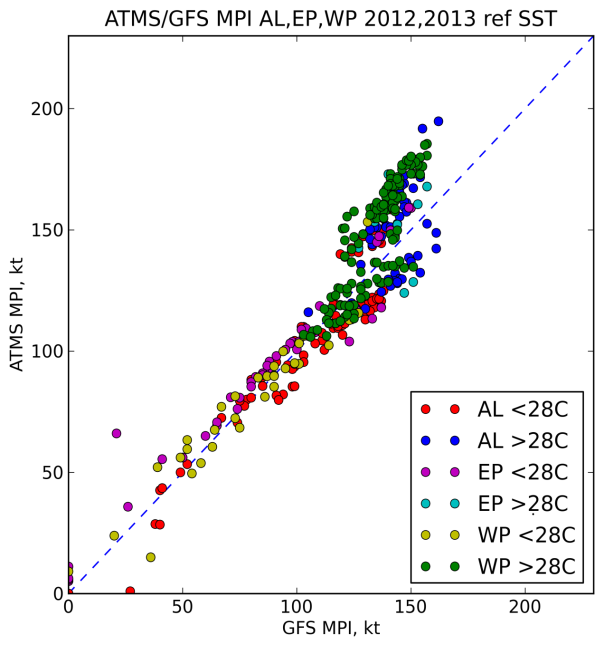 ATMS/GFS MPI AL,EP,WP 2012,2013 ref SST
200
150
100
50
0
ATMS MPI, kt
AL <28C
AL >28C
EP <28C
EP >28C
WP <28C
WP >28C
0 50 100 150 200
GFS MPI, kt